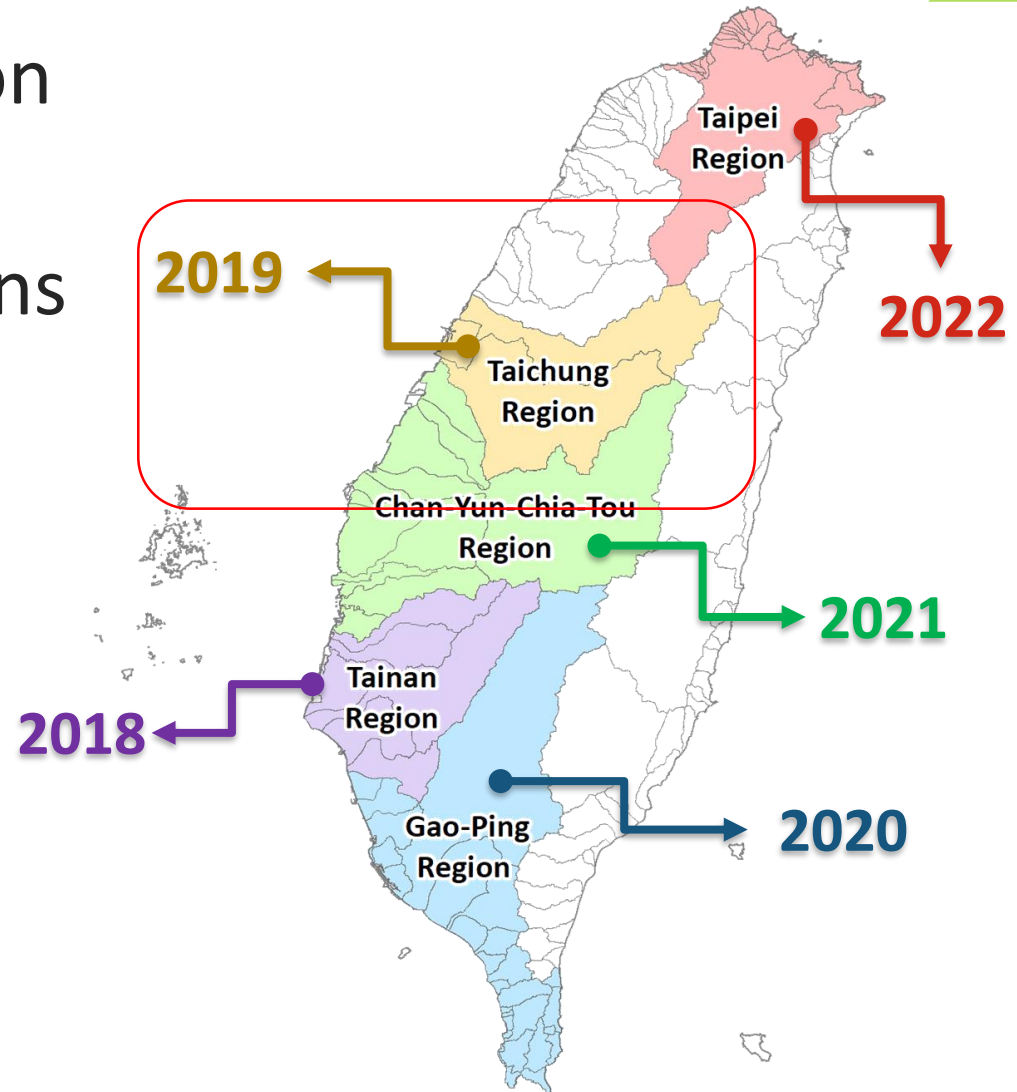 on
Taipei
Region
ns
2019
2022
Taichung
Region
Chan-Yun-Chia-Tou
Region
2021
Tainan
Region
2018
2020
Gao-Ping
Region